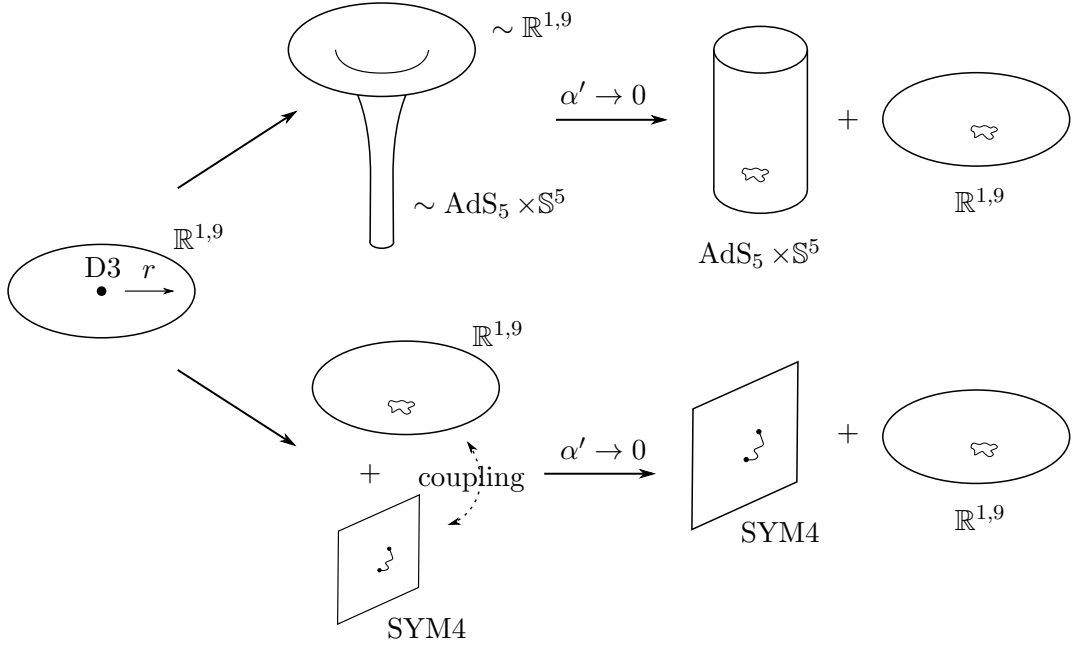 ∼ ℝ^{1,9}
α′ → 0
+
ℝ^{1,9}
∼ AdS₅ ×𝕊⁵
AdS₅ ×𝕊⁵
ℝ^{1,9}
D3 r
ℝ^{1,9}
+
coupling
SYM4
α′ → 0
SYM4
+
ℝ^{1,9}